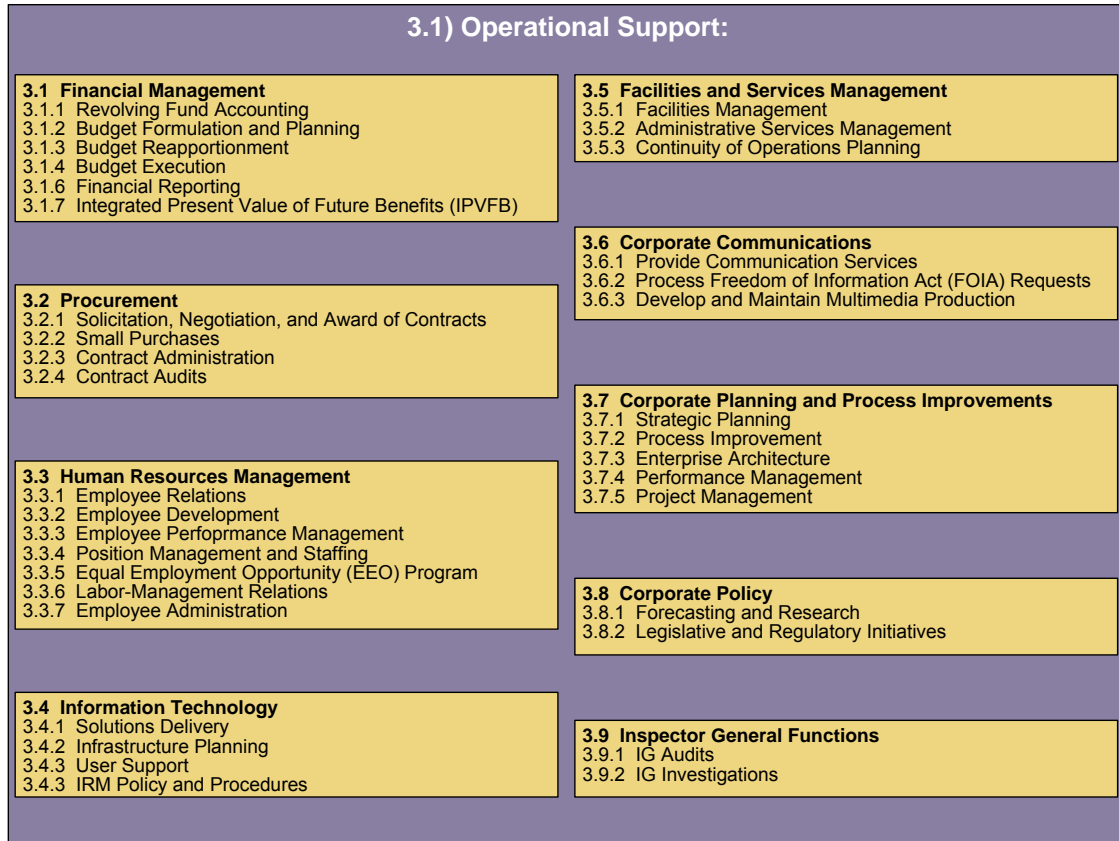 3.1) Operational Support:
3.1 Financial Management
3.1.1 Revolving Fund Accounting
3.1.2 Budget Formulation and Planning
3.1.3 Budget Reapportionment
3.1.4 Budget Execution
3.1.6 Financial Reporting
3.1.7 Integrated Present Value of Future Benefits (IPVFB)
3.2 Procurement
3.2.1 Solicitation, Negotiation, and Award of Contracts
3.2.2 Small Purchases
3.2.3 Contract Administration
3.2.4 Contract Audits
3.3 Human Resources Management
3.3.1 Employee Relations
3.3.2 Employee Development
3.3.3 Employee Perfoprmance Management
3.3.4 Position Management and Staffing
3.3.5 Equal Employment Opportunity (EEO) Program
3.3.6 Labor-Management Relations
3.3.7 Employee Administration
3.4 Information Technology
3.4.1 Solutions Delivery
3.4.2 Infrastructure Planning
3.4.3 User Support
3.4.3 IRM Policy and Procedures
3.5 Facilities and Services Management
3.5.1 Facilities Management
3.5.2 Administrative Services Management
3.5.3 Continuity of Operations Planning
3.6 Corporate Communications
3.6.1 Provide Communication Services
3.6.2 Process Freedom of Information Act (FOIA) Requests
3.6.3 Develop and Maintain Multimedia Production
3.7 Corporate Planning and Process Improvements
3.7.1 Strategic Planning
3.7.2 Process Improvement
3.7.3 Enterprise Architecture
3.7.4 Performance Management
3.7.5 Project Management
3.8 Corporate Policy
3.8.1 Forecasting and Research
3.8.2 Legislative and Regulatory Initiatives
3.9 Inspector General Functions
3.9.1 IG Audits
3.9.2 IG Investigations